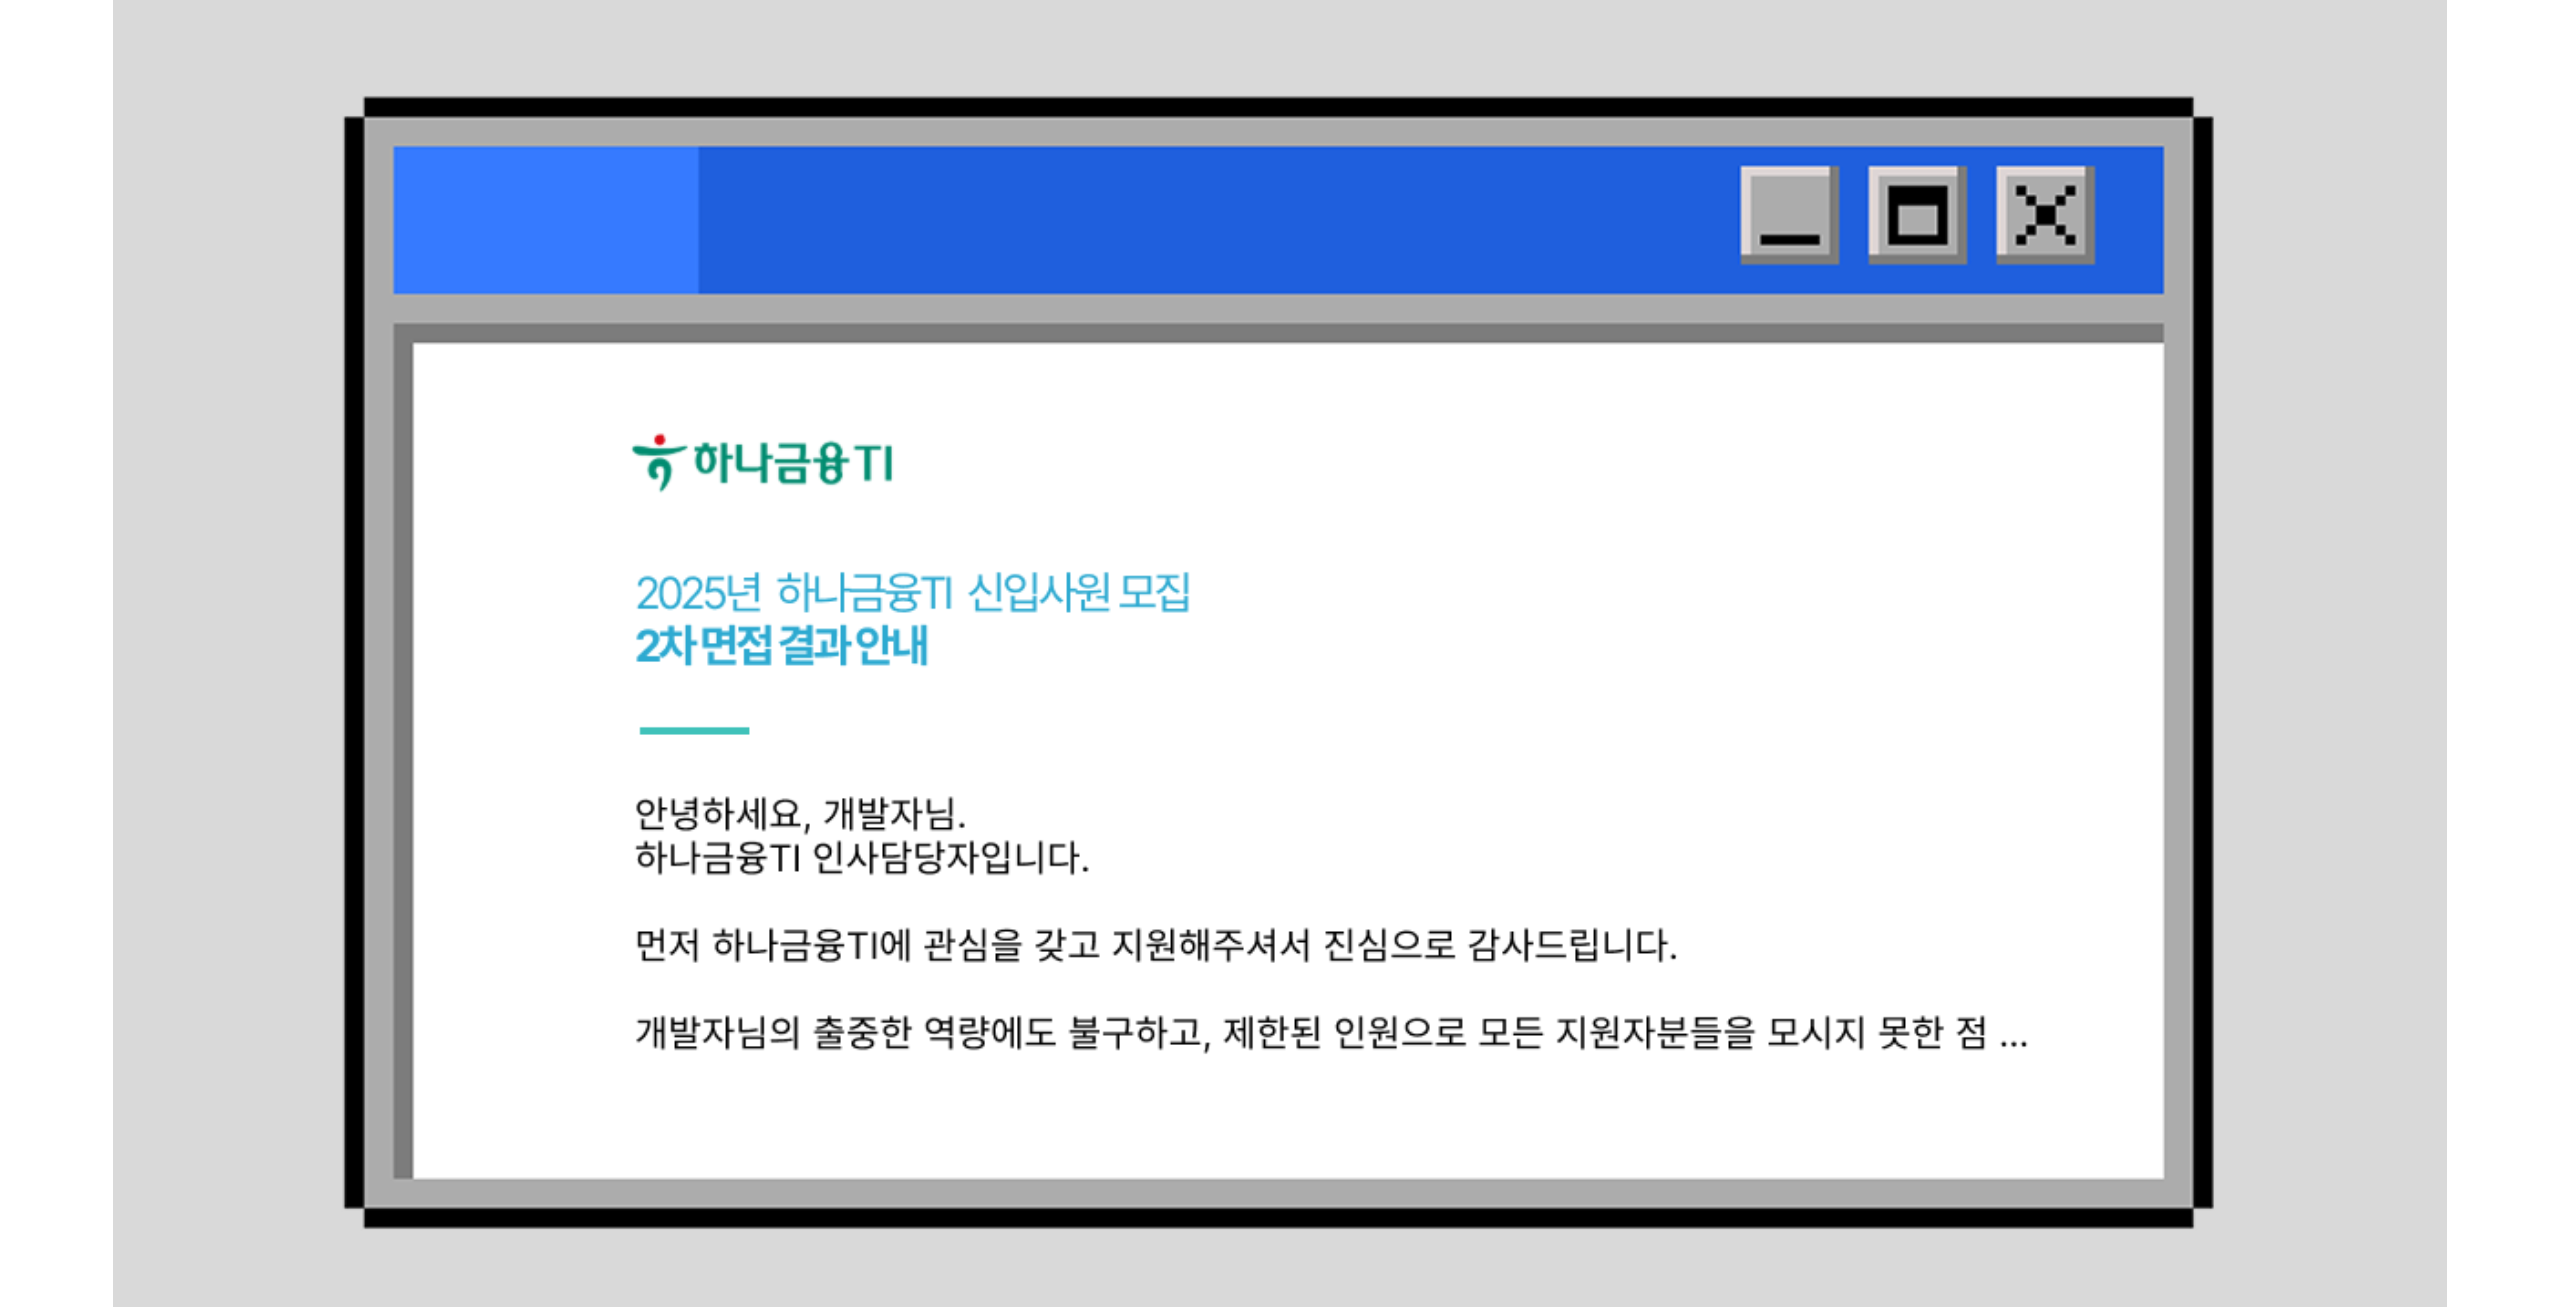 하나금융TI
2025년 하나금융TI 신입사원 모집
2차 면접 결과 안내
안녕하세요, 개발자님.
하나금융TI 인사담당자입니다.
먼저 하나금융TI에 관심을 갖고 지원해주셔서 진심으로 감사드립니다.
개발자님의 출중한 역량에도 불구하고, 제한된 인원으로 모든 지원자분들을 모시지 못한 점 ...